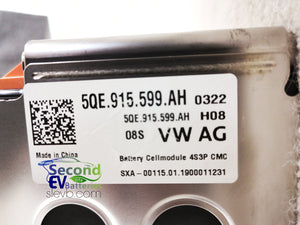 5QE.915.599.AH 0322
5QE.915.599.AH H08
08S VW AG
Made in China
Battery Cellmodule 4S3P CMC
SXA-00115.01.1900011231
Second
EV
Batteries
slevb.com